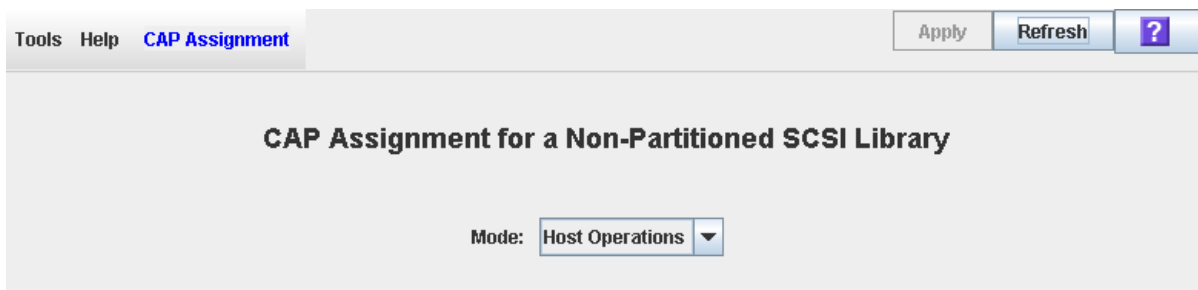 Tools Help CAP Assignment Apply Refresh ?
CAP Assignment for a Non-Partitioned SCSI Library
Mode: Host Operations